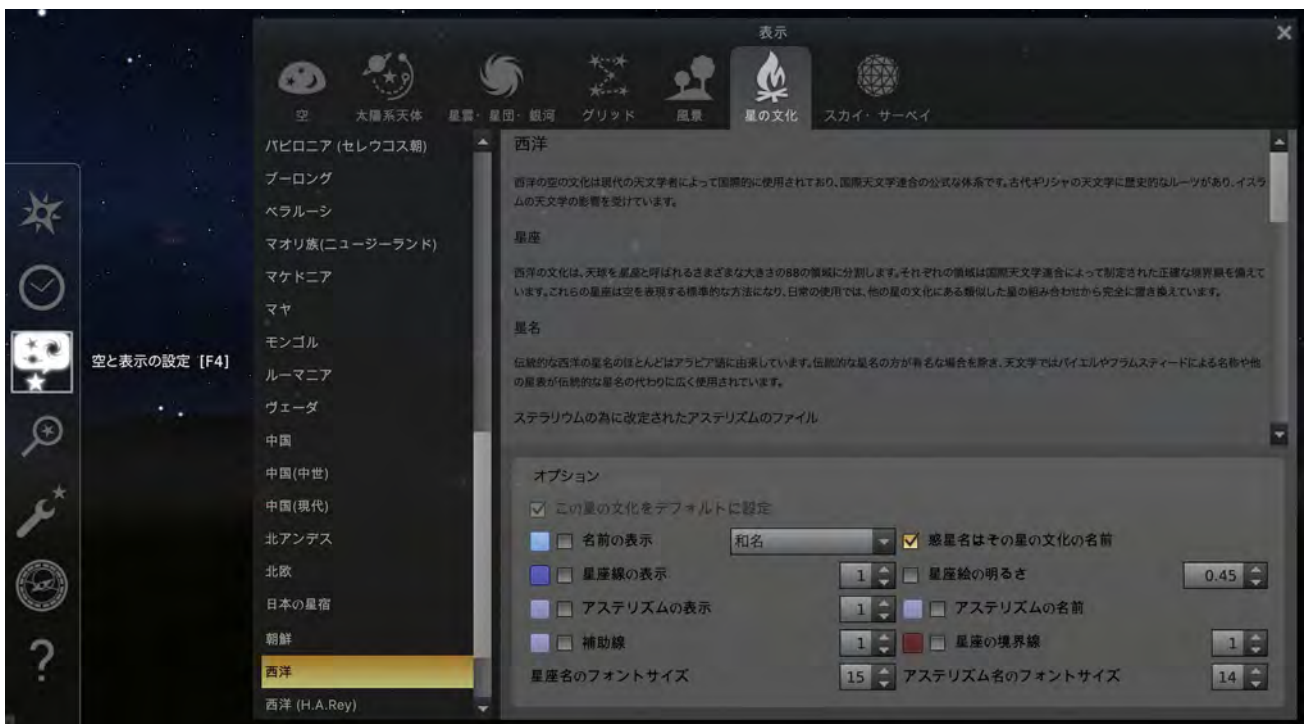 表示
空
太陽系天体
星雲・星団・銀河
グリッド
風景
星の文化
スカイ・サーベイ
空と表示の設定 [F4]
バビロニア (セレウコス朝)
ブーロング
ベラルーシ
マオリ族(ニュージーランド)
マケドニア
マヤ
モンゴル
ルーマニア
ヴェーダ
中国
中国(中世)
中国(現代)
北アンデス
北欧
日本の星宿
朝鮮
西洋
西洋 (H.A.Rey)
西洋
西洋の空の文化は現代の天文学者によって国際的に使用されており、国際天文学連合の公式な体系です。古代ギリシャの天文学に歴史的なルーツがあり、イスラ
ムの天文学の影響を受けています。
星座
西洋の文化は、天球を星座と呼ばれるさまざまな大きさの88の領域に分割します。それぞれの領域は国際天文学連合によって制定された正確な境界線を備えて
います。これらの星座は空を表現する標準的な方法になり、日常の使用では、他の星の文化にある類似した星の組み合わせから完全に置き換えています。
星名
伝統的な西洋の星名のほとんどはアラビア語に由来しています。伝統的な星名の方が有名な場合を除き、天文学ではバイエルやフラムスティードによる名称や他
の星表が伝統的な星名の代わりに広く使用されています。
ステラリウムの為に改定されたアステリズムのファイル
オプション
この星の文化をデフォルトに設定
名前の表示 和名 惑星名はその星の文化の名前
星座線の表示 1 星座絵の明るさ 0.45
アステリズムの表示 1 アステリズムの名前
補助線 1 星座の境界線 1
星座名のフォントサイズ 15 アステリズム名のフォントサイズ 14